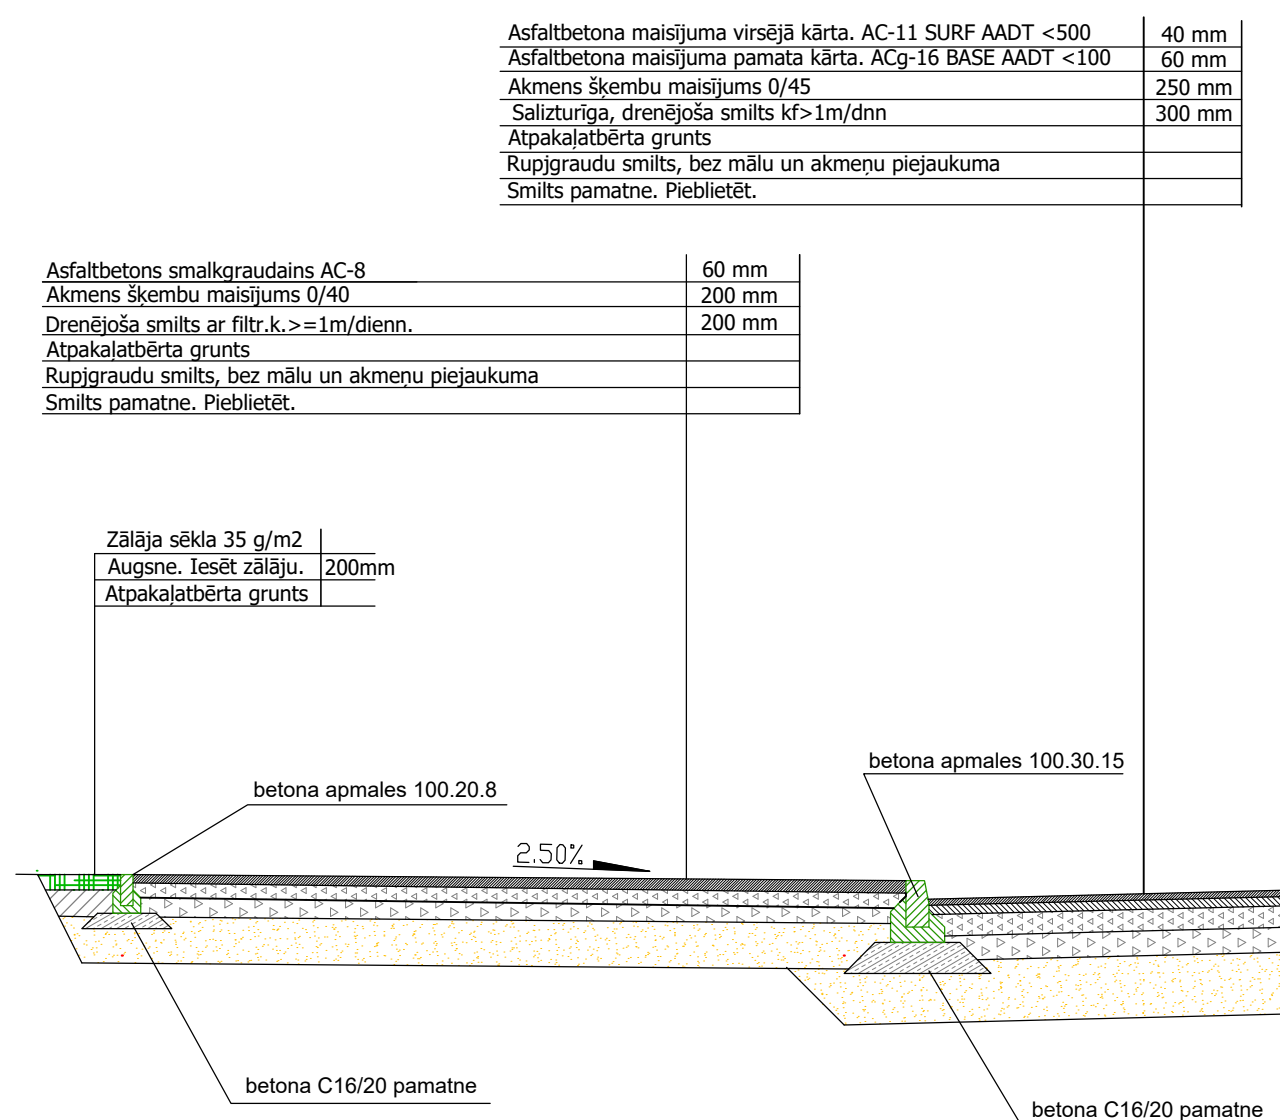 Asfaltbetona maisījuma virsējā kārta. AC-11 SURF AADT <500 40 mm
Asfaltbetona maisījuma pamata kārta. ACg-16 BASE AADT <100 60 mm
Akmens šķembu maisījums 0/45 250 mm
Salizturīga, drenējoša smilts kf>1m/dnn 300 mm
Atpakaļatbērta grunts
Rupjgraudu smilts, bez mālu un akmeņu piejaukuma
Smilts pamatne. Pieblietēt.
Asfaltbetons smalkgraudains AC-8 60 mm
Akmens šķembu maisījums 0/40 200 mm
Drenējoša smilts ar filtr.k.>=1m/dienn. 200 mm
Atpakaļatbērta grunts
Rupjgraudu smilts, bez mālu un akmeņu piejaukuma
Smilts pamatne. Pieblietēt.
Zālāja sēkla 35 g/m2
Augsne. Iesēt zālāju. 200mm
Atpakaļatbērta grunts
betona apmales 100.30.15
betona apmales 100.20.8
2.50%
betona C16/20 pamatne
betona C16/20 pamatne